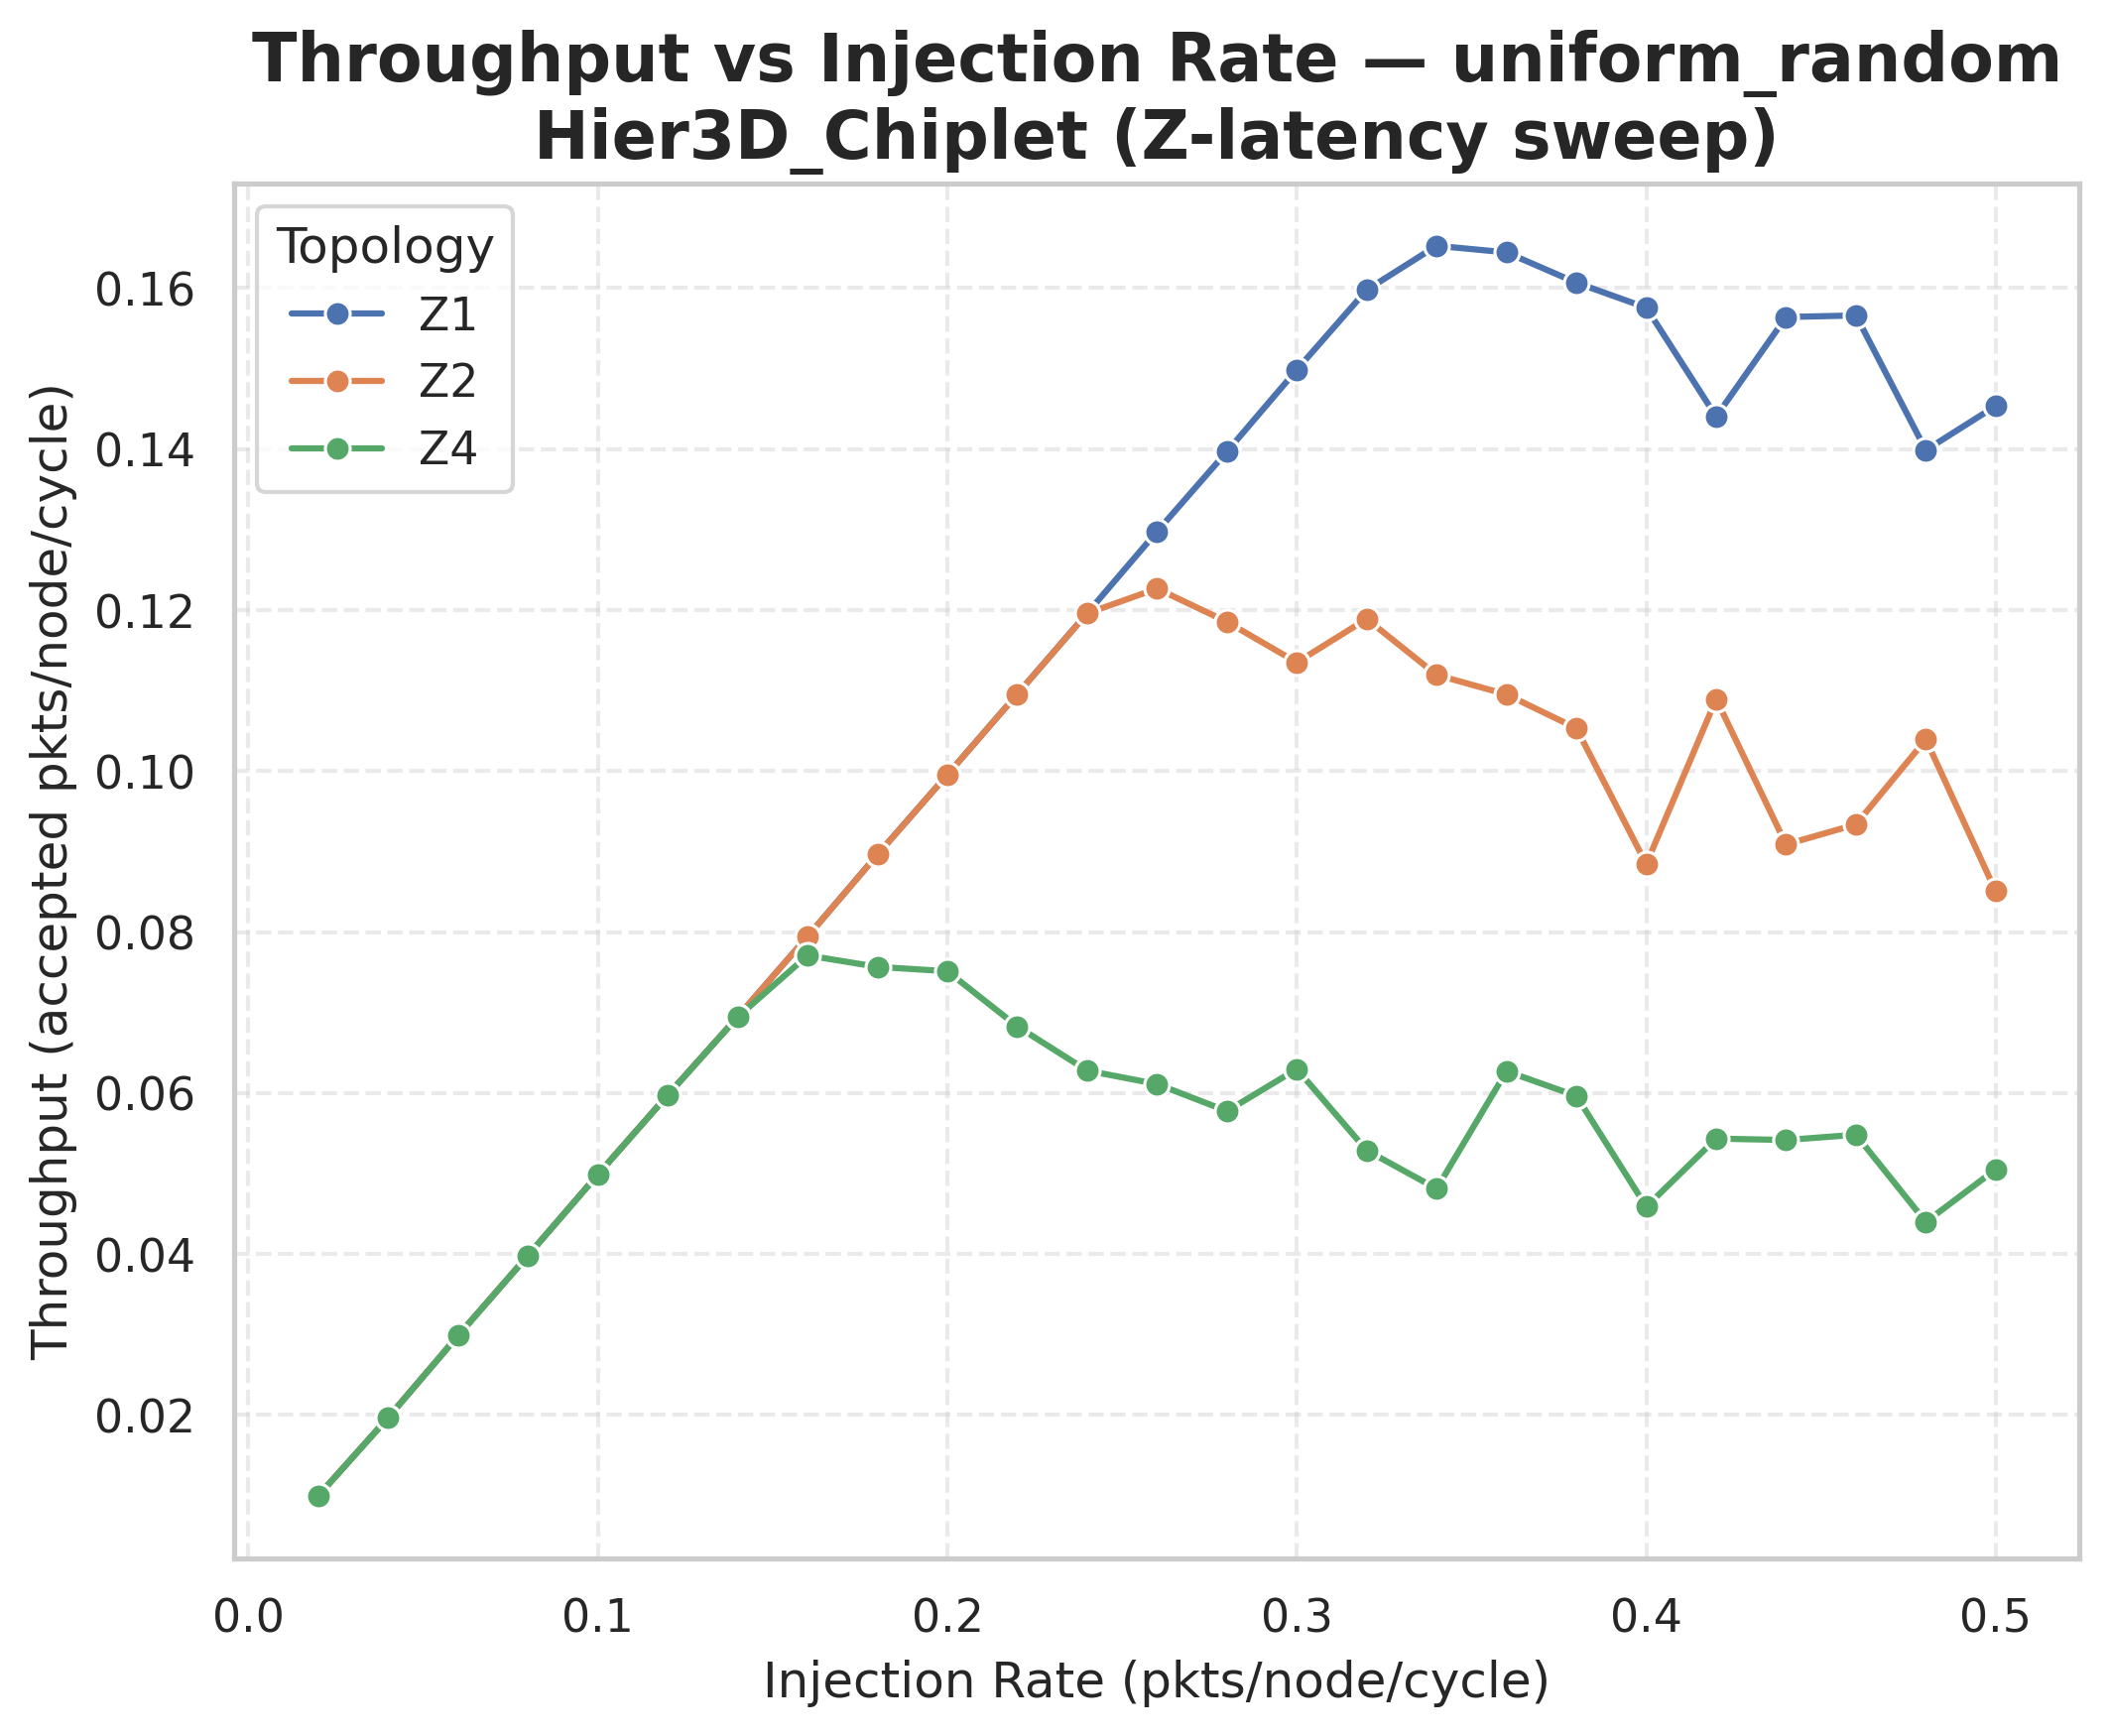 Throughput vs Injection Rate — uniform_random
Hier3D_Chiplet (Z-latency sweep)
Topology
Z1
Z2
Z4
Throughput (accepted pkts/node/cycle)
0.16
0.14
0.12
0.10
0.08
0.06
0.04
0.02
0.0 0.1 0.2 0.3 0.4 0.5
Injection Rate (pkts/node/cycle)